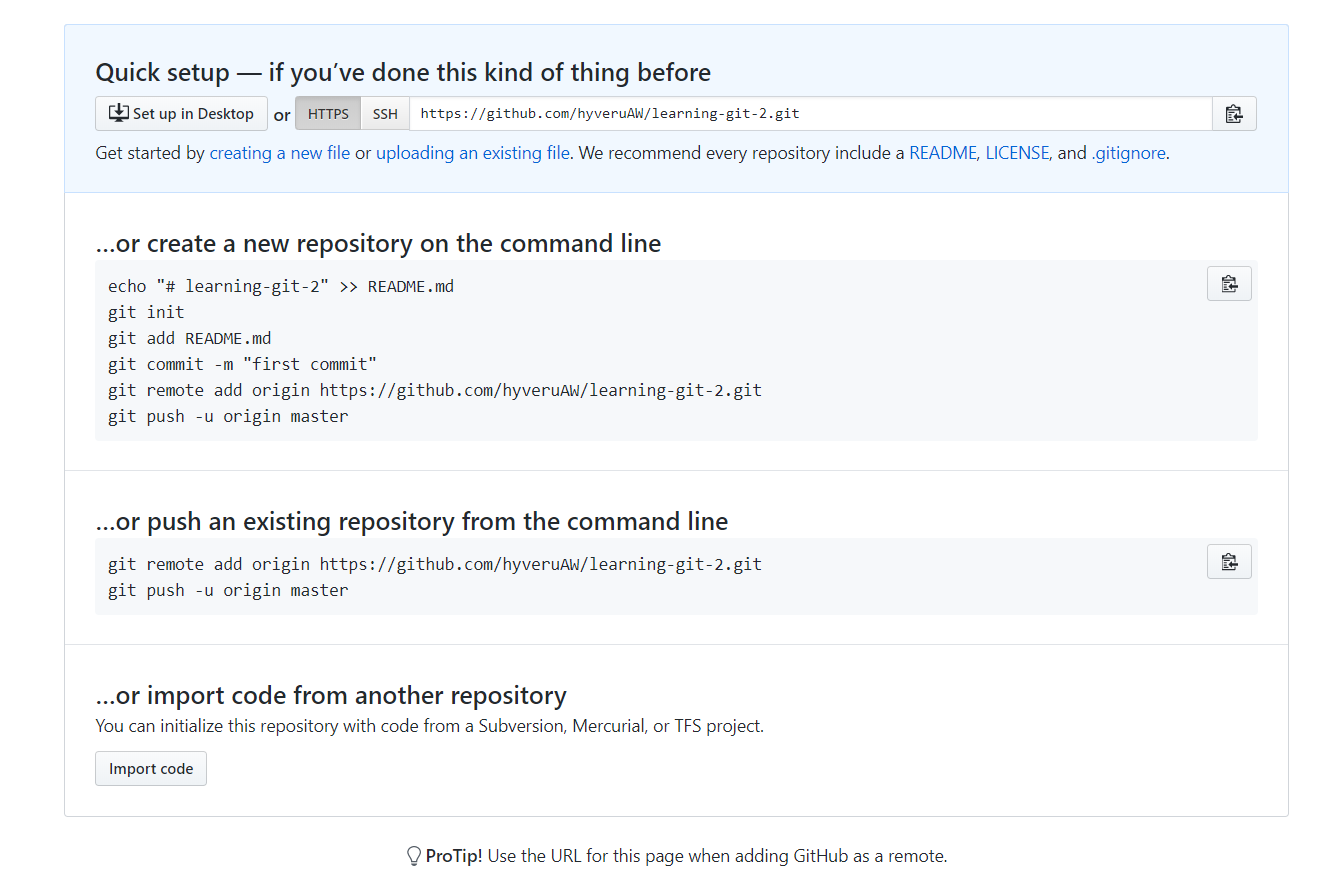 Quick setup — if you’ve done this kind of thing before
Set up in Desktop or HTTPS SSH https://github.com/hyveruAW/learning-git-2.git
Get started by creating a new file or uploading an existing file. We recommend every repository include a README, LICENSE, and .gitignore.
…or create a new repository on the command line
echo "# learning-git-2" >> README.md
git init
git add README.md
git commit -m "first commit"
git remote add origin https://github.com/hyveruAW/learning-git-2.git
git push -u origin master
…or push an existing repository from the command line
git remote add origin https://github.com/hyveruAW/learning-git-2.git
git push -u origin master
…or import code from another repository
You can initialize this repository with code from a Subversion, Mercurial, or TFS project.
Import code
ProTip! Use the URL for this page when adding GitHub as a remote.